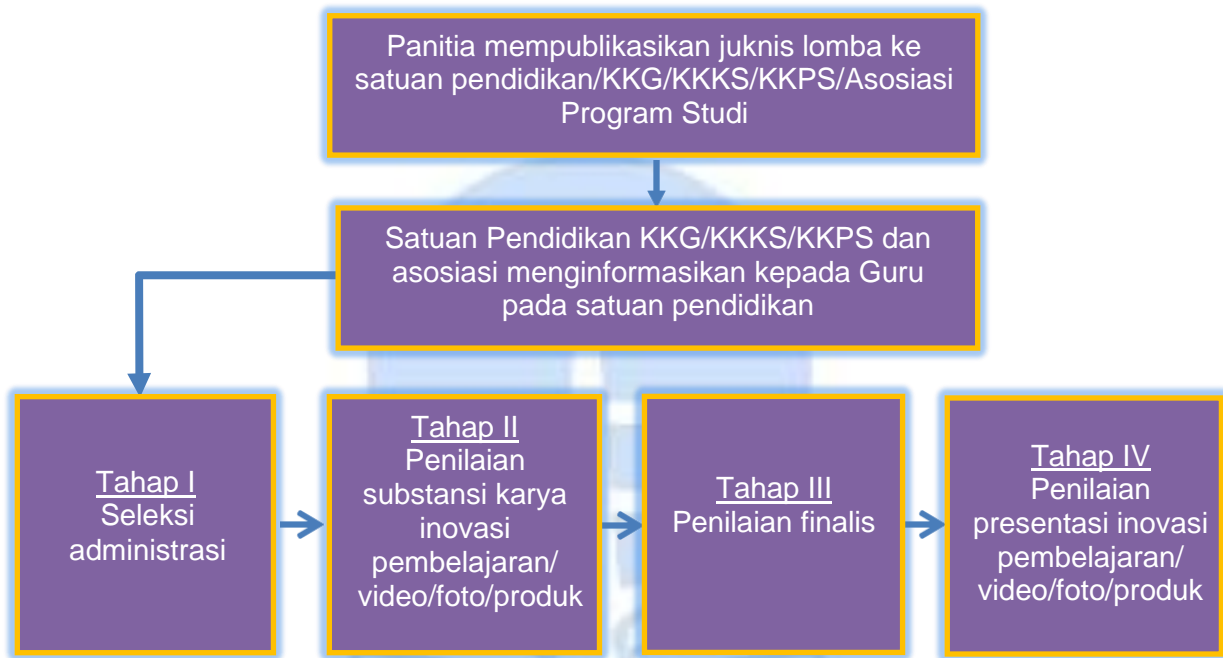 Panitia mempublikasikan juknis lomba ke
satuan pendidikan/KKG/KKKS/KKPS/Asosiasi
Program Studi
Satuan Pendidikan KKG/KKKS/KKPS dan
asosiasi menginformasikan kepada Guru
pada satuan pendidikan
Tahap I
Seleksi
administrasi
Tahap II
Penilaian
substansi karya
inovasi
pembelajaran/
video/foto/produk
Tahap III
Penilaian finalis
Tahap IV
Penilaian
presentasi inovasi
pembelajaran/
video/foto/produk